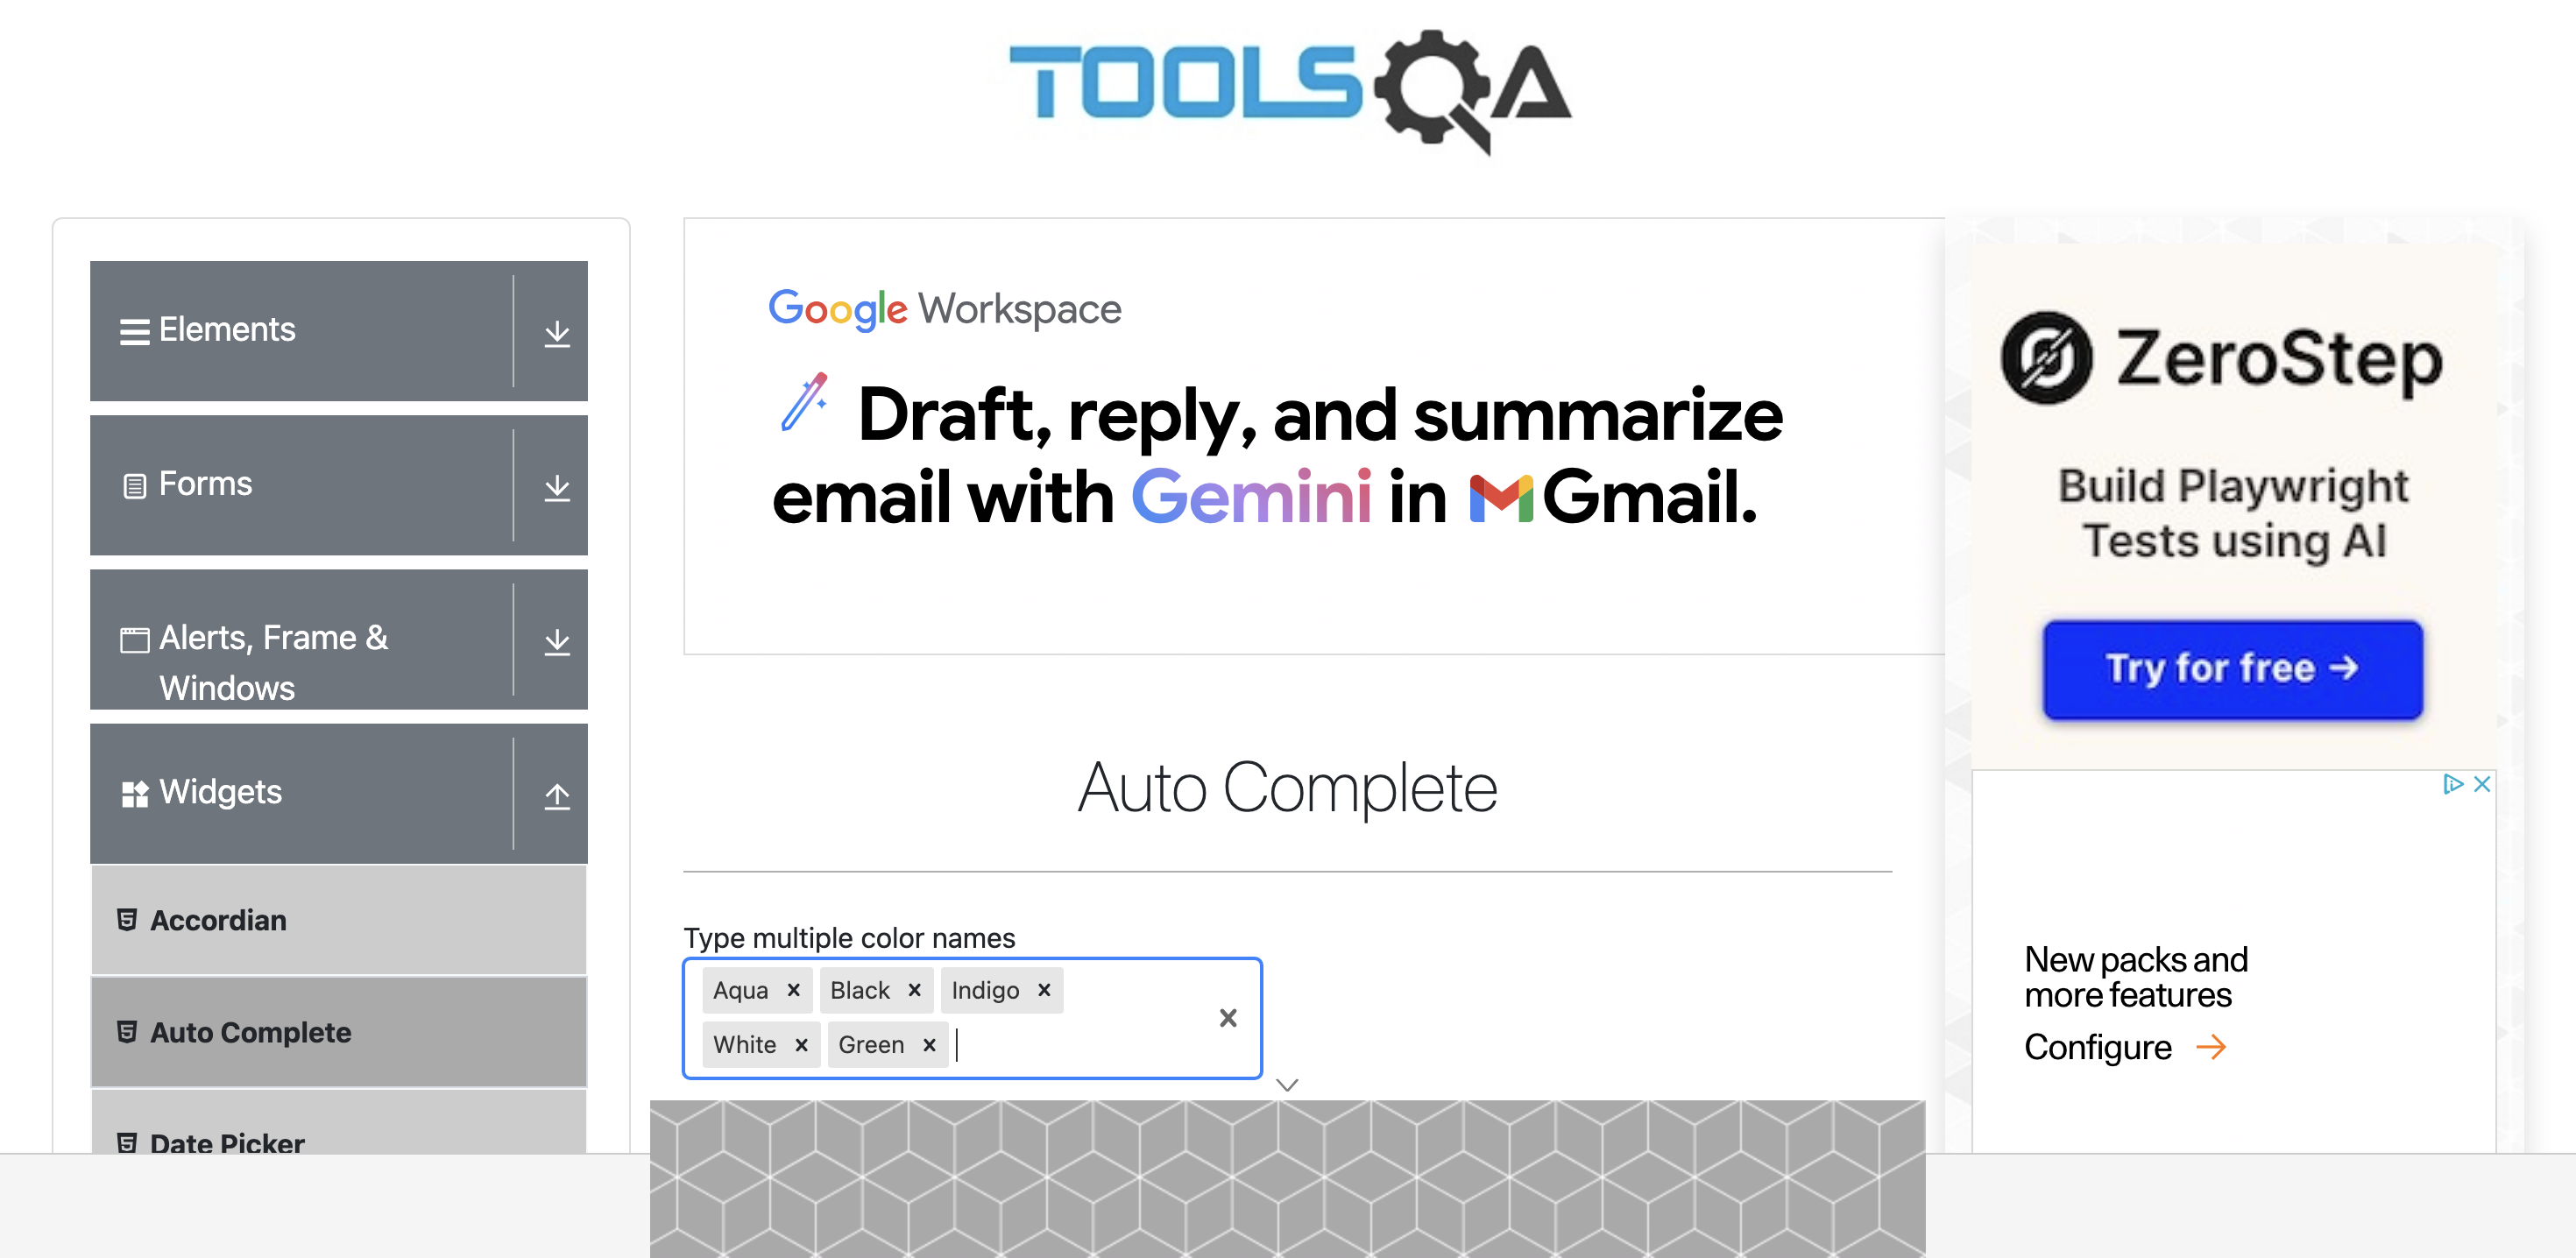 TOOLSQA
Elements
Forms
Alerts, Frame &
Windows
Widgets
Accordian
Auto Complete
Date Picker
Google Workspace
Draft, reply, and summarize
email with Gemini in Gmail.
Auto Complete
Type multiple color names
Aqua × Black × Indigo ×
White × Green ×
ZeroStep
Build Playwright
Tests using AI
Try for free →
New packs and
more features
Configure →